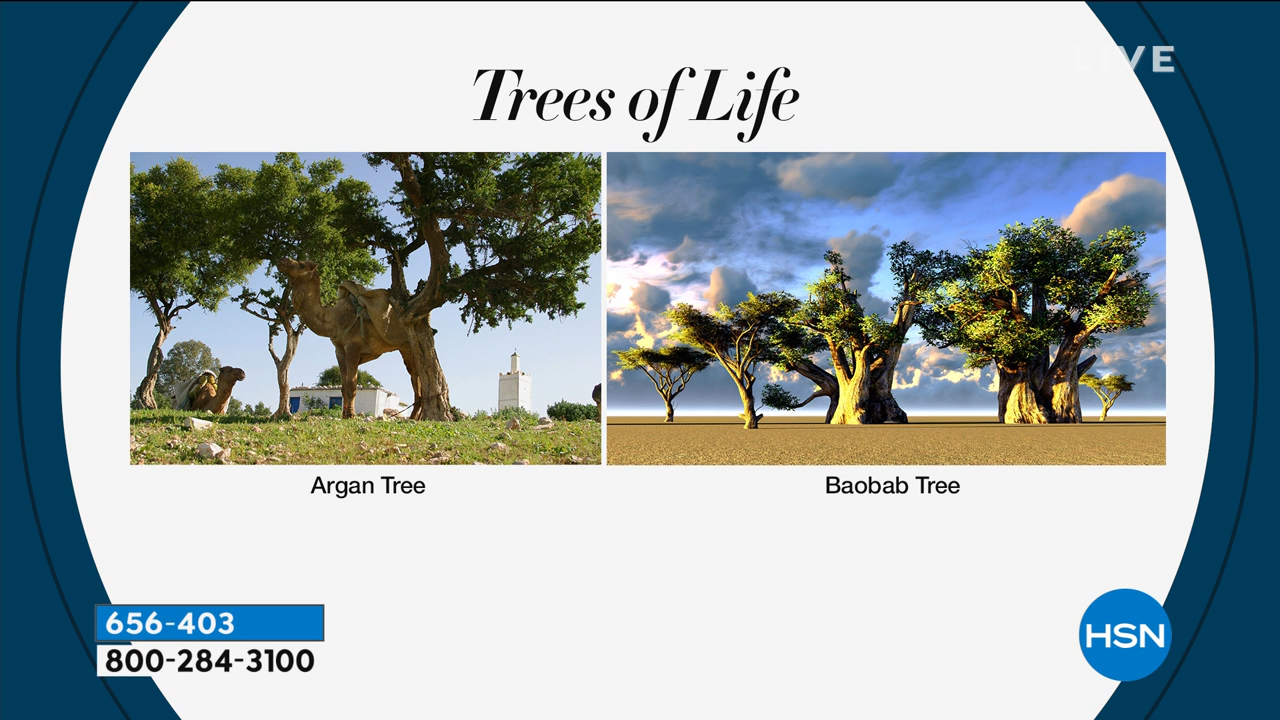 LIVE
Trees of Life
Argan Tree
Baobab Tree
656-403
800-284-3100
HSN